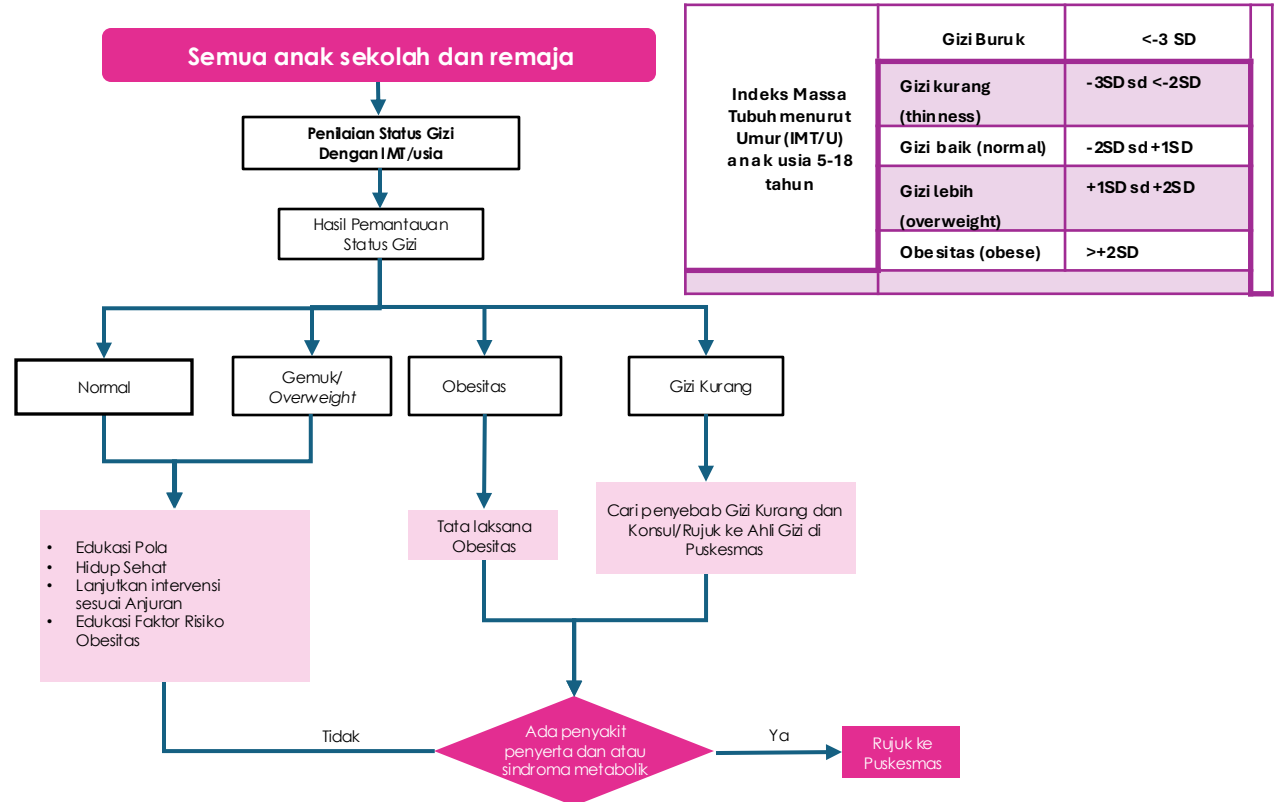 Semua anak sekolah dan remaja
Penilaian Status Gizi
Dengan IMT/usia
Hasil Pemantauan
Status Gizi
Indeks Massa
Tubuh menurut
Umur (IMT/U)
anak usia 5-18
tahun
Gizi Buruk
<-3 SD
Gizi kurang
(thinness)
-3SD sd <-2SD
Gizi baik (normal)
-2SD sd +1SD
Gizi lebih
(overweight)
+1SD sd +2SD
Obesitas (obese)
>+2SD
Normal
Gemuk/
Overweight
Obesitas
Gizi Kurang
• Edukasi Pola
• Hidup Sehat
• Lanjutkan intervensi
sesuai Anjuran
• Edukasi Faktor Risiko
Obesitas
Tata laksana
Obesitas
Cari penyebab Gizi Kurang dan
Konsul/Rujuk ke Ahli Gizi di
Puskesmas
Tidak
Ada penyakit
penyerta dan atau
sindroma metabolik
Ya
Rujuk ke
Puskesmas